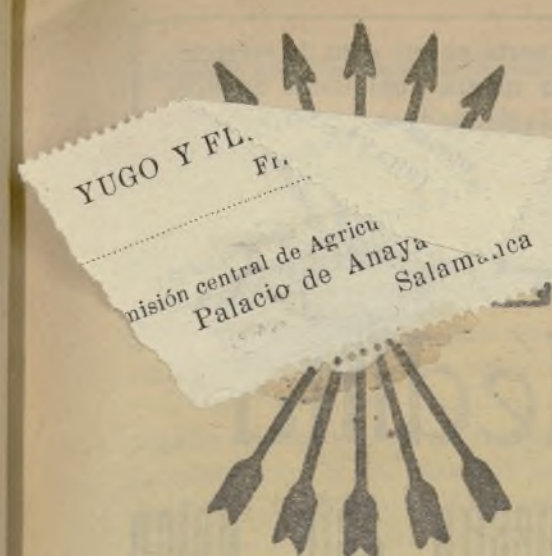 YUGO Y FL.
Fr.
misión central de Agricu
Palacio de Anaya
Salamanca